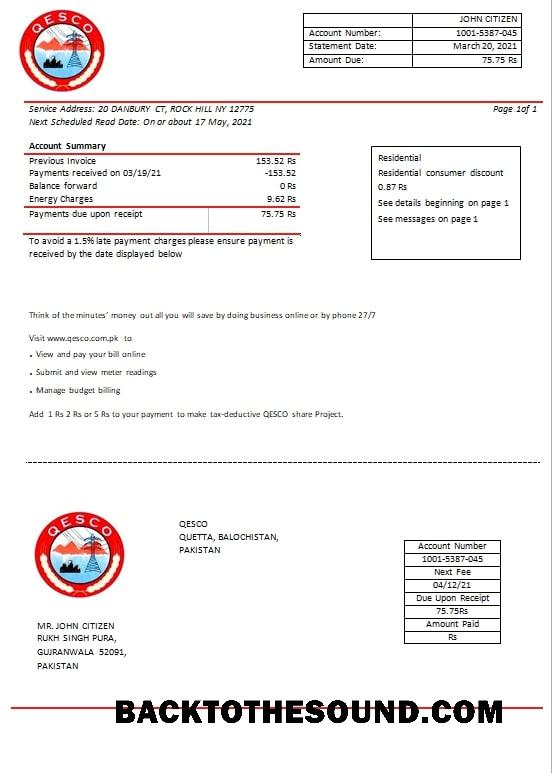 QESCO
JOHN CITIZEN
Account Number: 1001-5387-045
Statement Date: March 20, 2021
Amount Due: 75.75 Rs
Service Address: 20 DANBURY CT, ROCK HILL NY 12775 Page 1of 1
Next Scheduled Read Date: On or about 17 May, 2021
Account Summary
Previous Invoice 153.52 Rs
Payments received on 03/19/21 -153.52
Balance forward 0 Rs
Energy Charges 9.62 Rs
Payments due upon receipt 75.75 Rs
To avoid a 1.5% late payment charges please ensure payment is
received by the date displayed below
Residential
Residential consumer discount
0.87 Rs
See details beginning on page 1
See messages on page 1
Think of the minutes' money out all you will save by doing business online or by phone 27/7
Visit www.qesco.com.pk to
• View and pay your bill online
• Submit and view meter readings
• Manage budget billing
Add 1 Rs 2 Rs or 5 Rs to your payment to make tax-deductive QESCO share Project.
QESCO
QESCO
QUETTA, BALOCHISTAN,
PAKISTAN
Account Number
1001-5387-045
Next Fee
04/12/21
Due Upon Receipt
75.75Rs
Amount Paid
Rs
MR. JOHN CITIZEN
RUKH SINGH PURA,
GUJRANWALA 52091,
PAKISTAN
BACKTOTHESOUND.COM